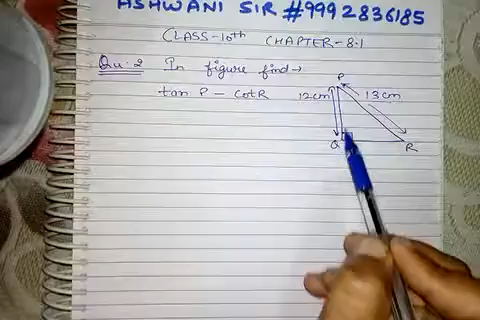 ASHWANI SIR #9992836185
CLASS-10th CHAPTER-8.1
Qu:2 In figure find→
tan P - Cot R
P
12cm 13cm
Q R